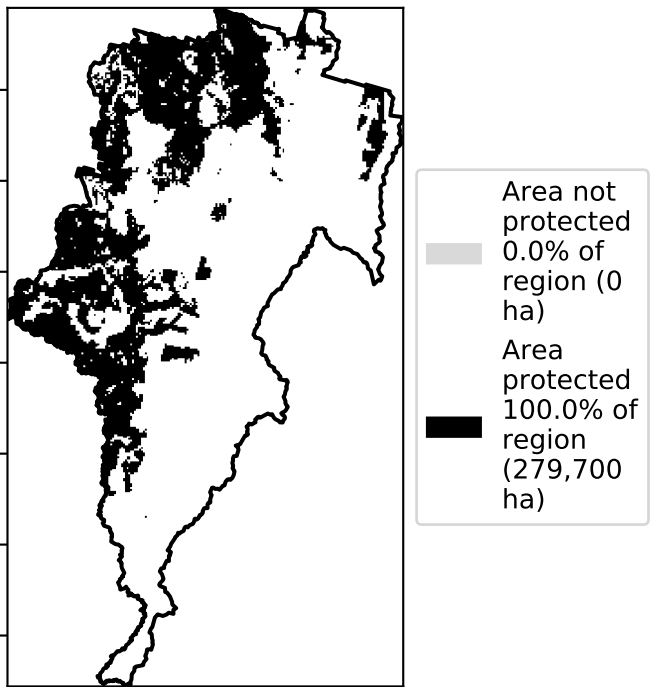 Area not
protected
0.0% of
region (0
ha)
Area
protected
100.0% of
region
(279,700
ha)